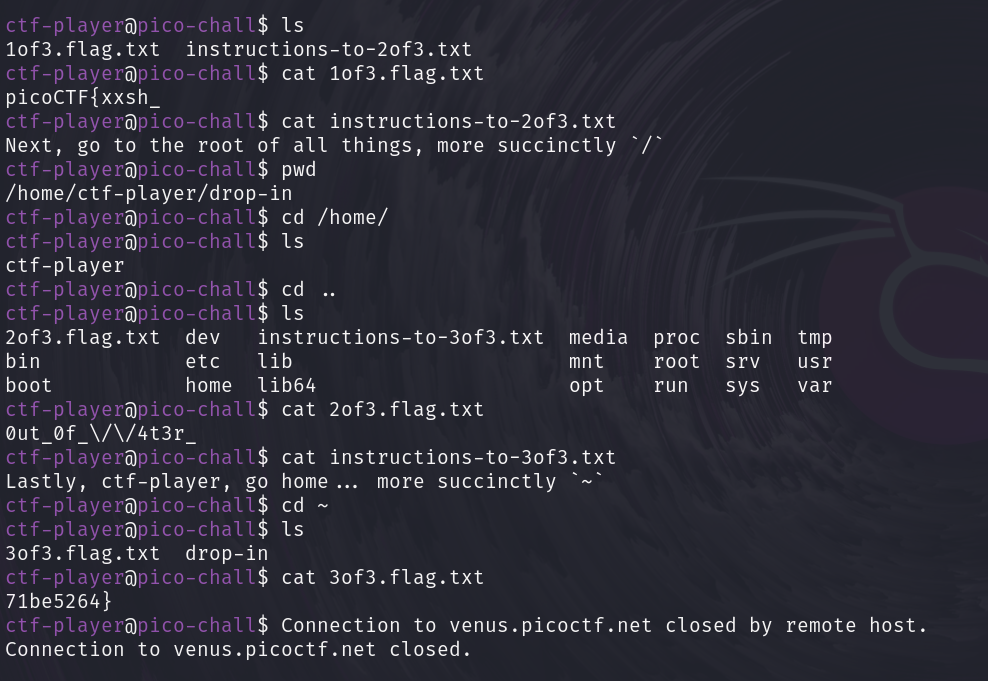 ctf-player@pico-chall$ ls
1of3.flag.txt  instructions-to-2of3.txt
ctf-player@pico-chall$ cat 1of3.flag.txt
picoCTF{xxsh_
ctf-player@pico-chall$ cat instructions-to-2of3.txt
Next, go to the root of all things, more succinctly `/`
ctf-player@pico-chall$ pwd
/home/ctf-player/drop-in
ctf-player@pico-chall$ cd /home/
ctf-player@pico-chall$ ls
ctf-player
ctf-player@pico-chall$ cd ..
ctf-player@pico-chall$ ls
2of3.flag.txt  dev   instructions-to-3of3.txt  media  proc  sbin  tmp
bin            etc   lib                       mnt    root  srv   usr
boot           home  lib64                     opt    run   sys   var
ctf-player@pico-chall$ cat 2of3.flag.txt
0ut_0f_\/\/4t3r_
ctf-player@pico-chall$ cat instructions-to-3of3.txt
Lastly, ctf-player, go home... more succinctly `~`
ctf-player@pico-chall$ cd ~
ctf-player@pico-chall$ ls
3of3.flag.txt  drop-in
ctf-player@pico-chall$ cat 3of3.flag.txt
71be5264}
ctf-player@pico-chall$ Connection to venus.picoctf.net closed by remote host.
Connection to venus.picoctf.net closed.